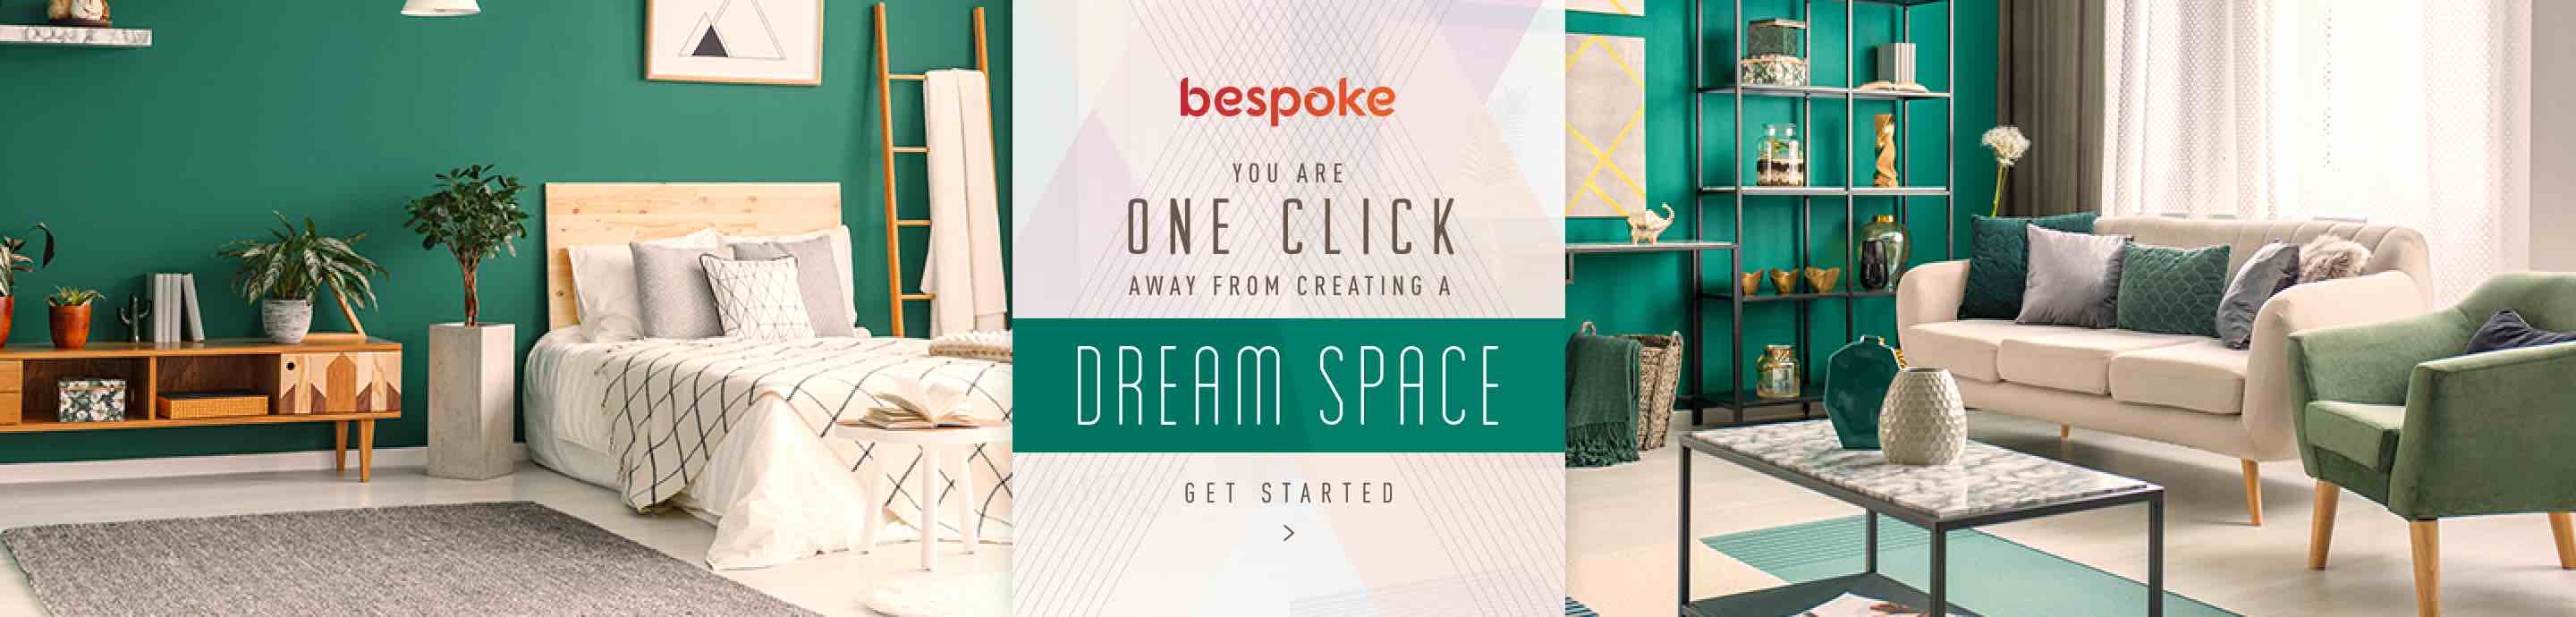 bespoke
YOU ARE
ONE CLICK
AWAY FROM CREATING A
DREAM SPACE
GET STARTED
>